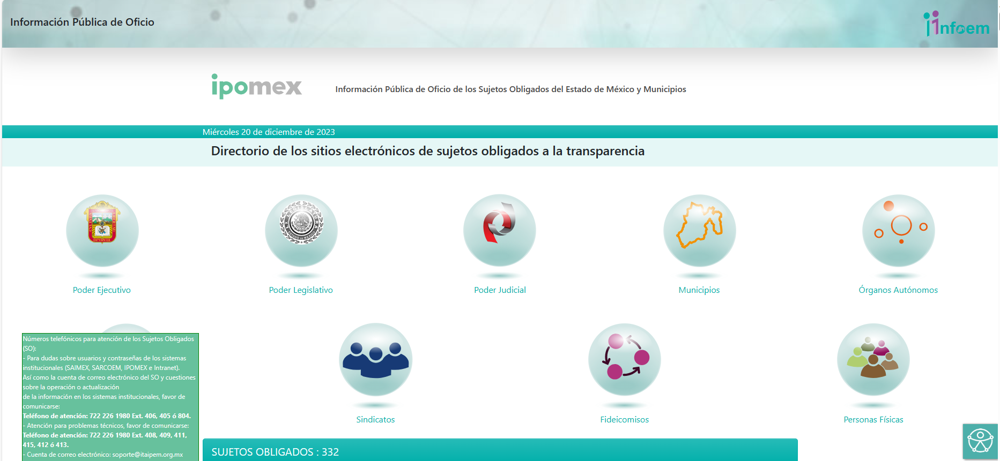 Información Pública de Oficio
infoem
ipomex
Información Pública de Oficio de los Sujetos Obligados del Estado de México y Municipios
Miércoles 20 de diciembre de 2023
Directorio de los sitios electrónicos de sujetos obligados a la transparencia
LEGISLATURA
ESTADO DE MÉXICO
Poder Ejecutivo
Poder Legislativo
Poder Judicial
Municipios
Órganos Autónomos
Números telefónicos para atención de los Sujetos Obligados
(SO):
- Para dudas sobre usuarios y contraseñas de los sistemas
institucionales (SAIMEX, SARCOEM, IPOMEX e Intranet).
Así como la cuenta de correo electrónico del SO y cuestiones
sobre la operación o actualización
de la información en los sistemas institucionales, favor de
comunicarse:
Teléfono de atención: 722 226 1980 Ext. 406, 405 ó 804.
- Atención para problemas técnicos, favor de comunicarse:
Teléfono de atención: 722 226 1980 Ext. 408, 409, 411,
415, 412 ó 413.
- Cuenta de correo electrónico: soporte@itaipem.org.mx
Sindicatos
Fideicomisos
Personas Físicas
SUJETOS OBLIGADOS : 332